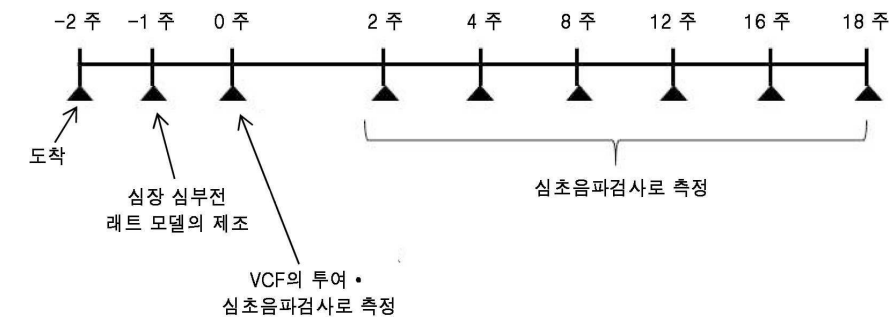 -2 주 -1 주 0 주 2 주 4 주 8 주 12 주 16 주 18 주
도착
심장 심부전
래트 모델의 제조
심초음파검사로 측정
VCF의 투여 •
심초음파검사로 측정